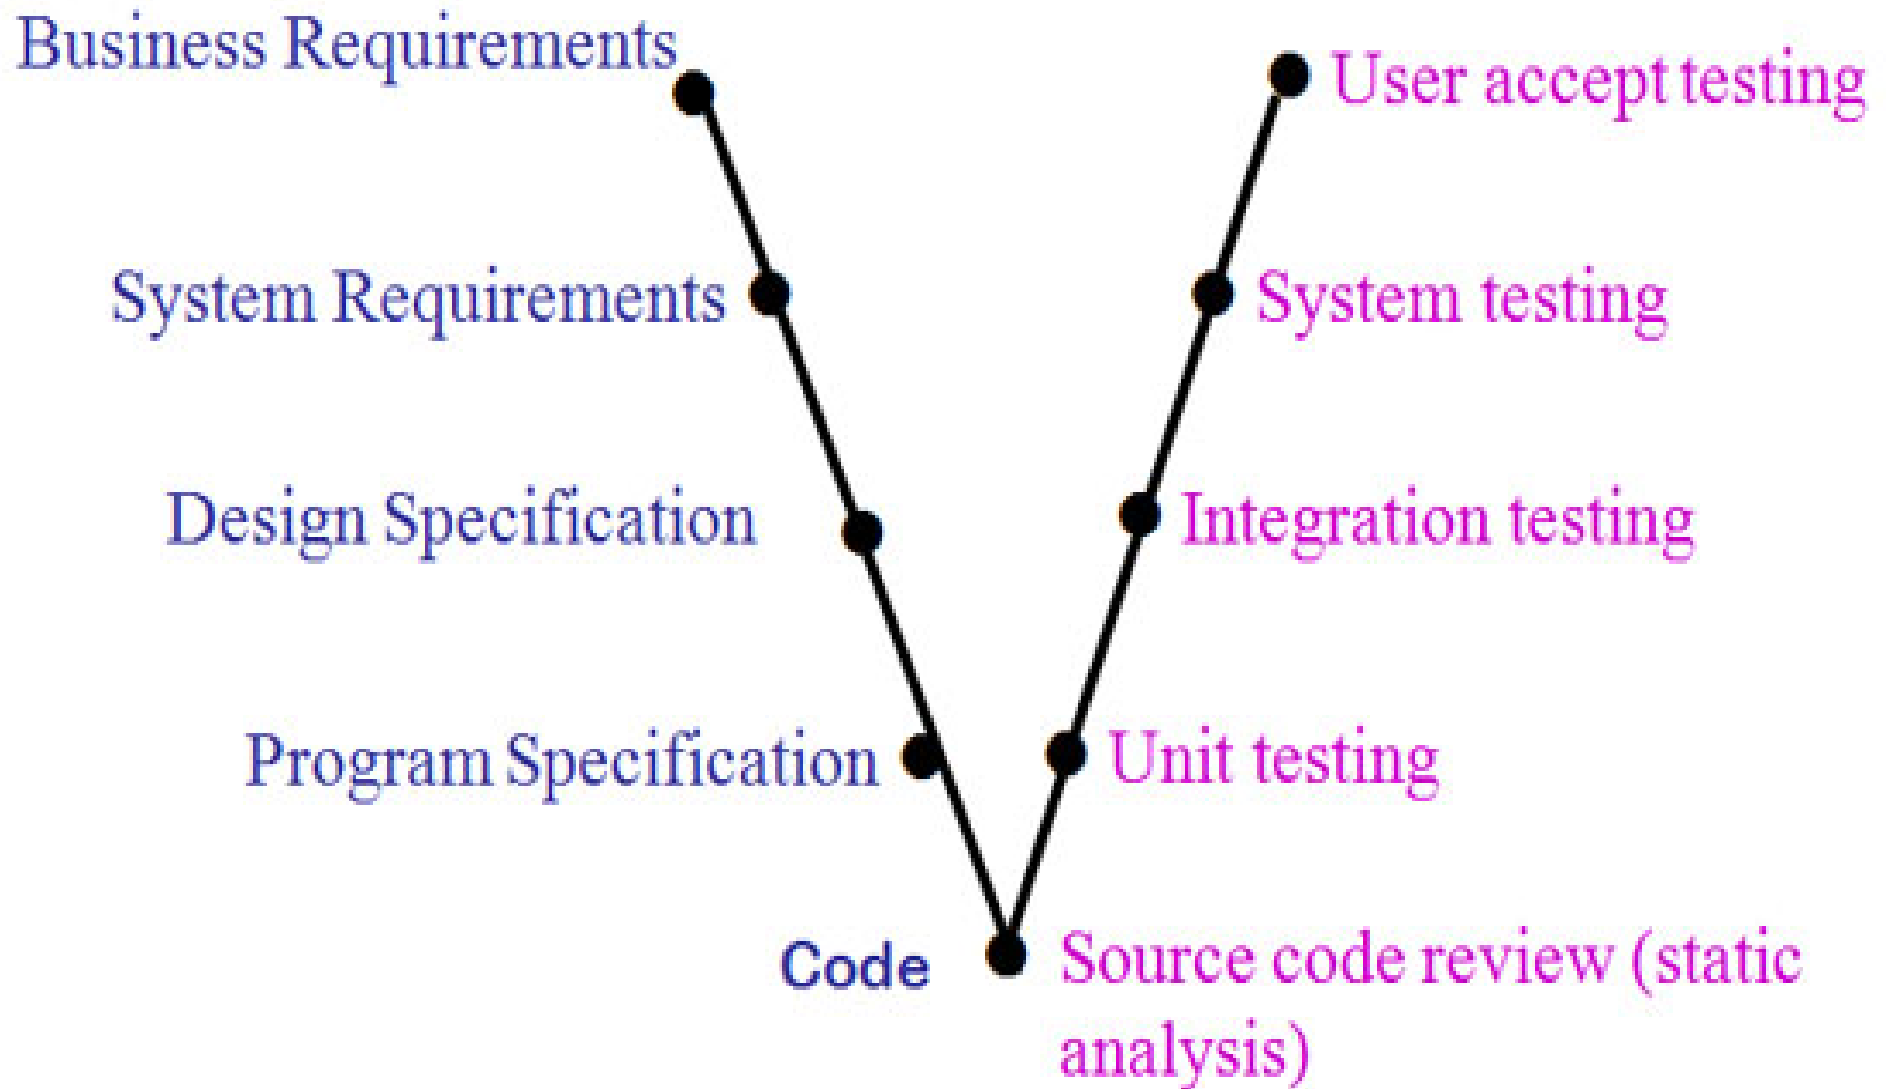 Business Requirements
User accept testing
System Requirements
System testing
Design Specification
Integration testing
Program Specification
Unit testing
Code
Source code review (static
analysis)